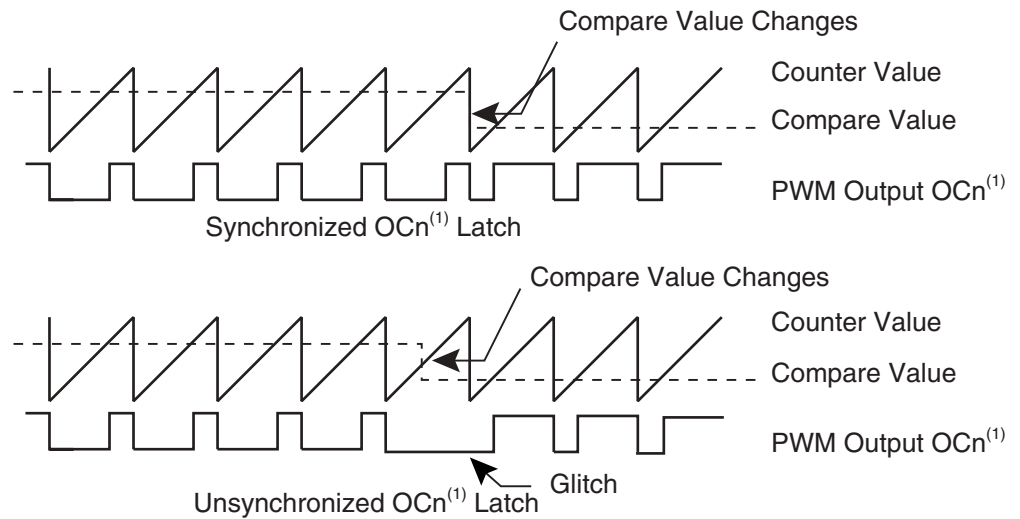 Compare Value Changes
Counter Value
Compare Value
PWM Output OCn(1)
Synchronized OCn(1) Latch
Compare Value Changes
Counter Value
Compare Value
PWM Output OCn(1)
Glitch
Unsynchronized OCn(1) Latch